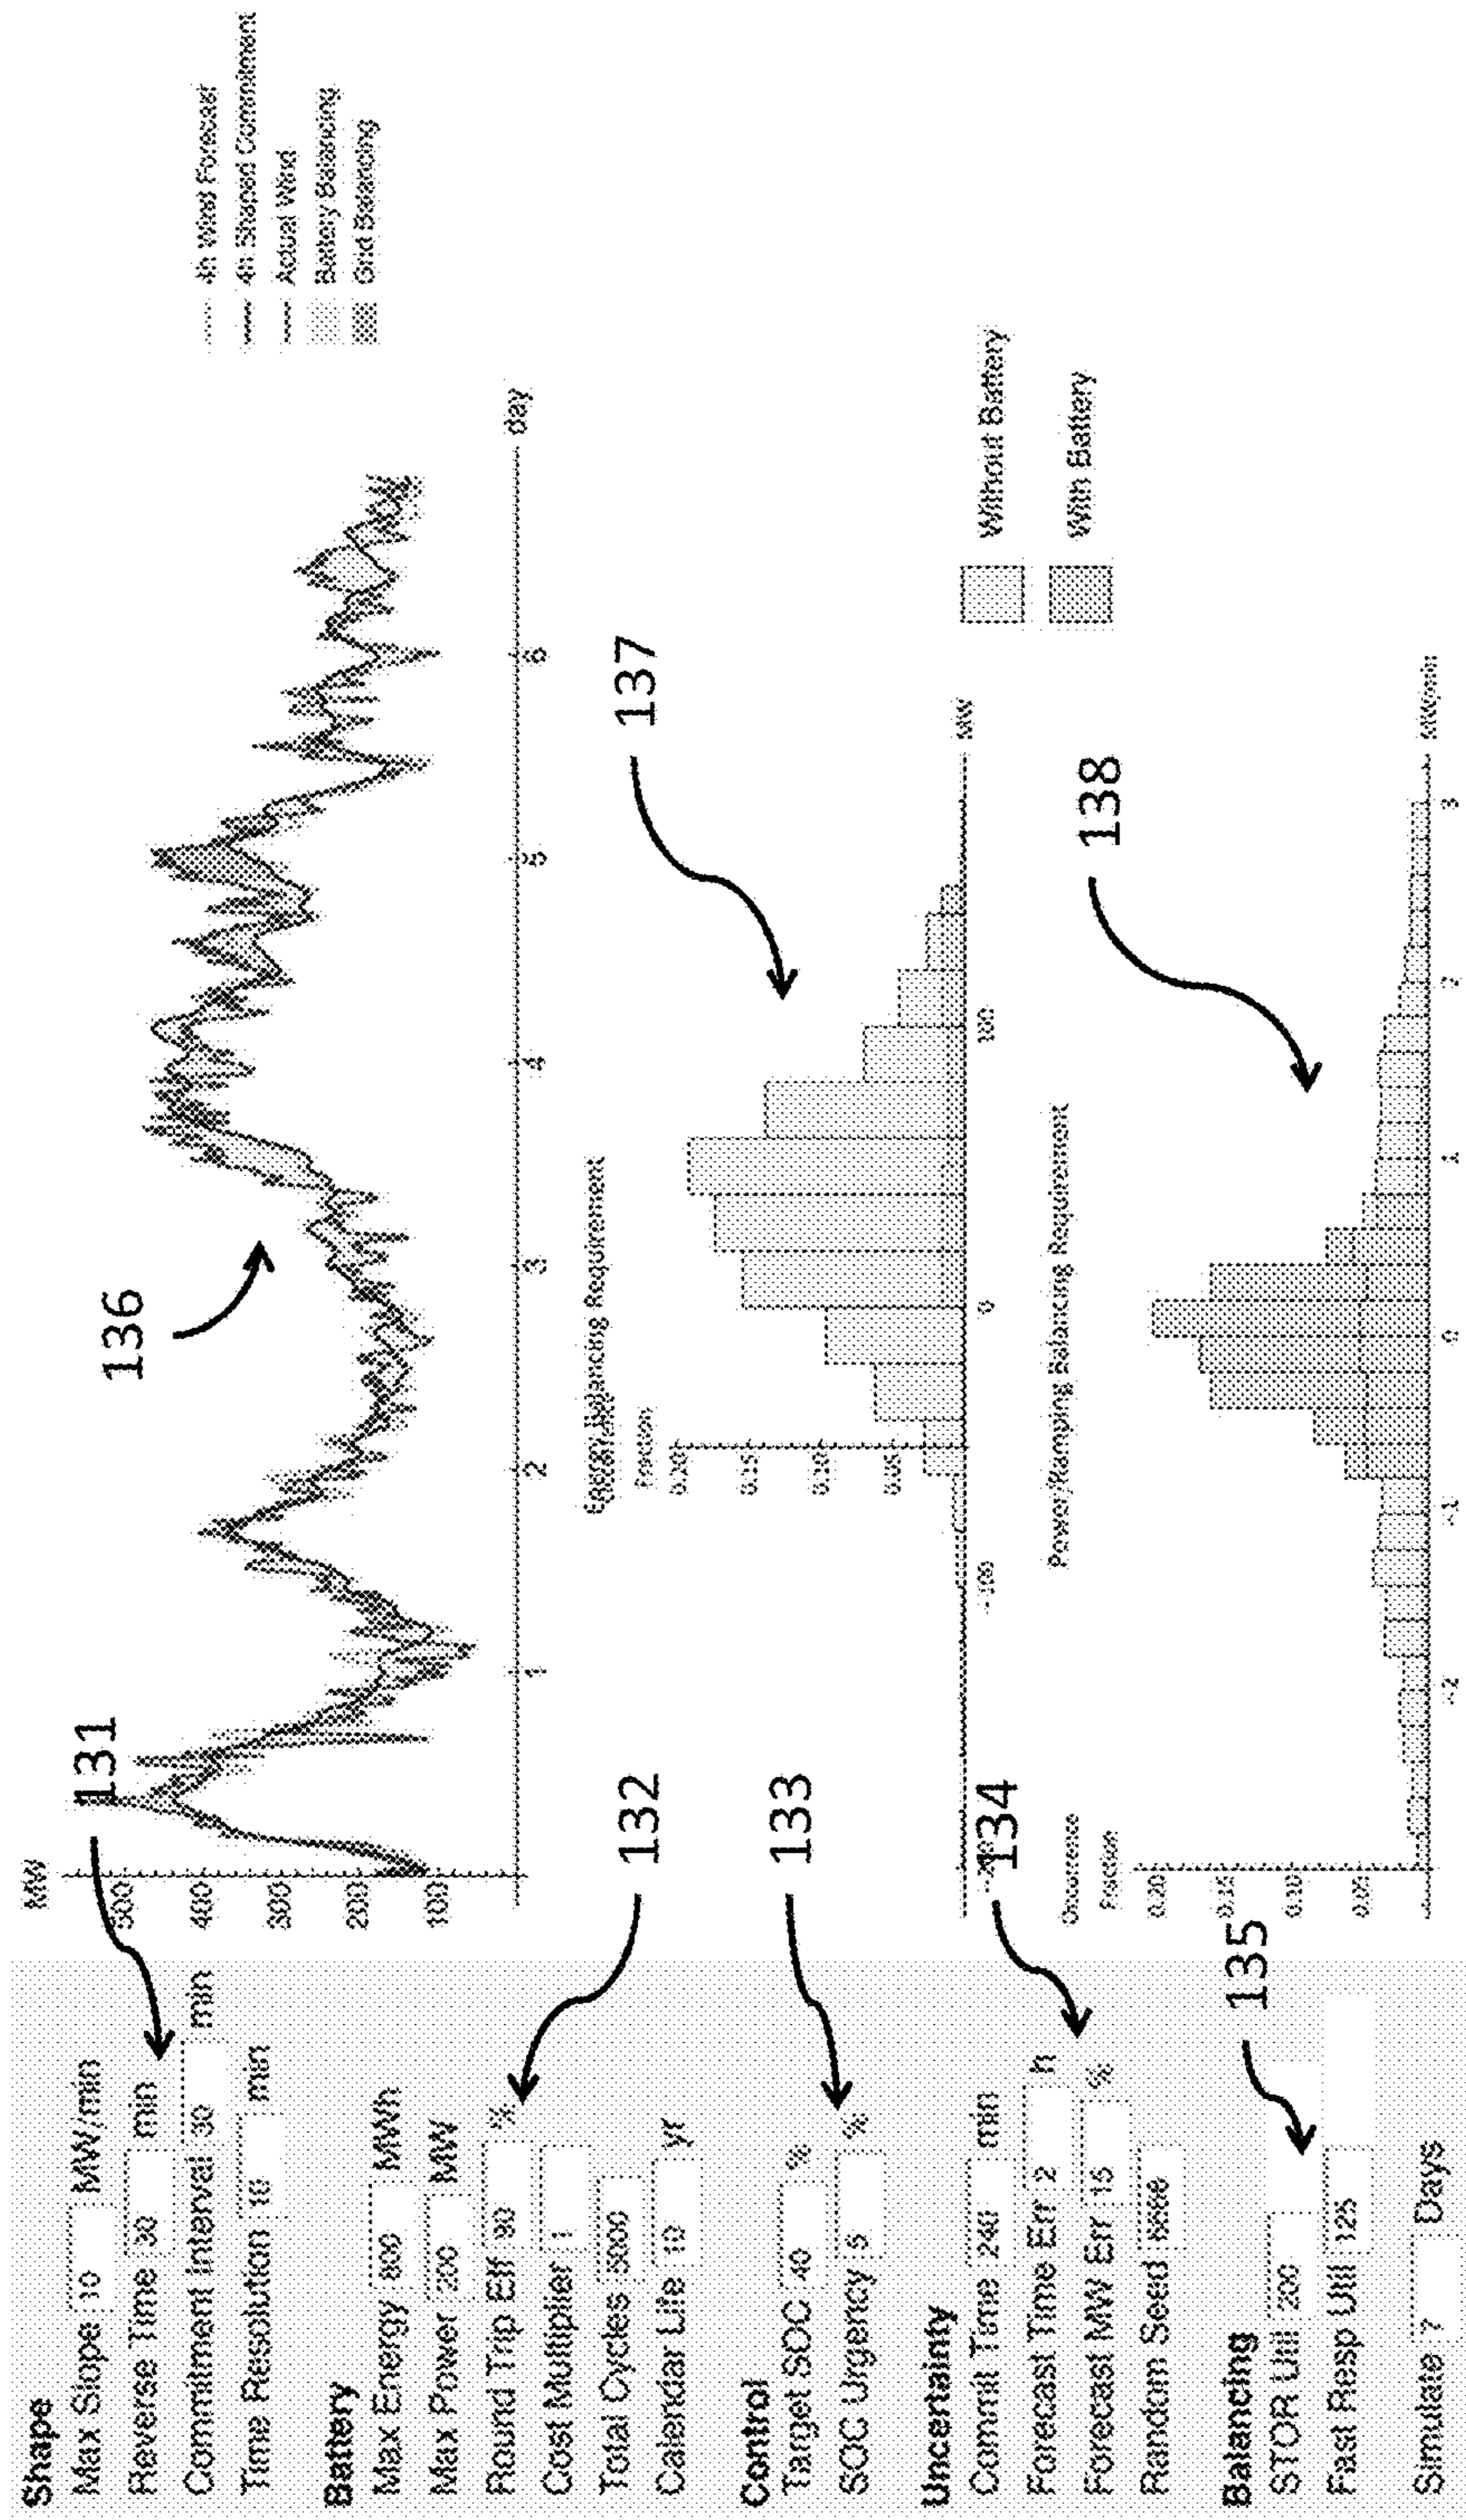 Shape
Max Slope 10 MW/min
Reverse Time 30 min
Commitment Interval 30 min
Time Resolution 10 min
Battery
Max Energy 800 MWh
Max Power 200 MW
Round Trip Eff 90 %
Cost Multiplier 1
Total Cycles 5000
Calendar Life 10 yr
Control
Target SOC 40 %
SOC Urgency 5 %
Uncertainty
Commit Time 240 min
Forecast Time Err 2 h
Forecast MW Err 15 %
Random Seed
Balancing
STOR Util 200
Fast Resp Util 125
Simulate 7 Days
131
132
133
134
135
136
137
138
MW
500
400
300
200
100
1 2 3 4 5 6 day
4h Wind Forecast
4h Shaped Commitment
Actual Wind
Battery Balancing
Grid Balancing
Energy Balancing Requirement
Fraction
0.20
0.15
0.10
0.05
-100 0 100 MW
Without Battery
With Battery
Power/Ramping Balancing Requirement
Occurrence
Fraction
0.20
0.15
0.10
0.05
-2 -1 0 1 2 3 MW/min